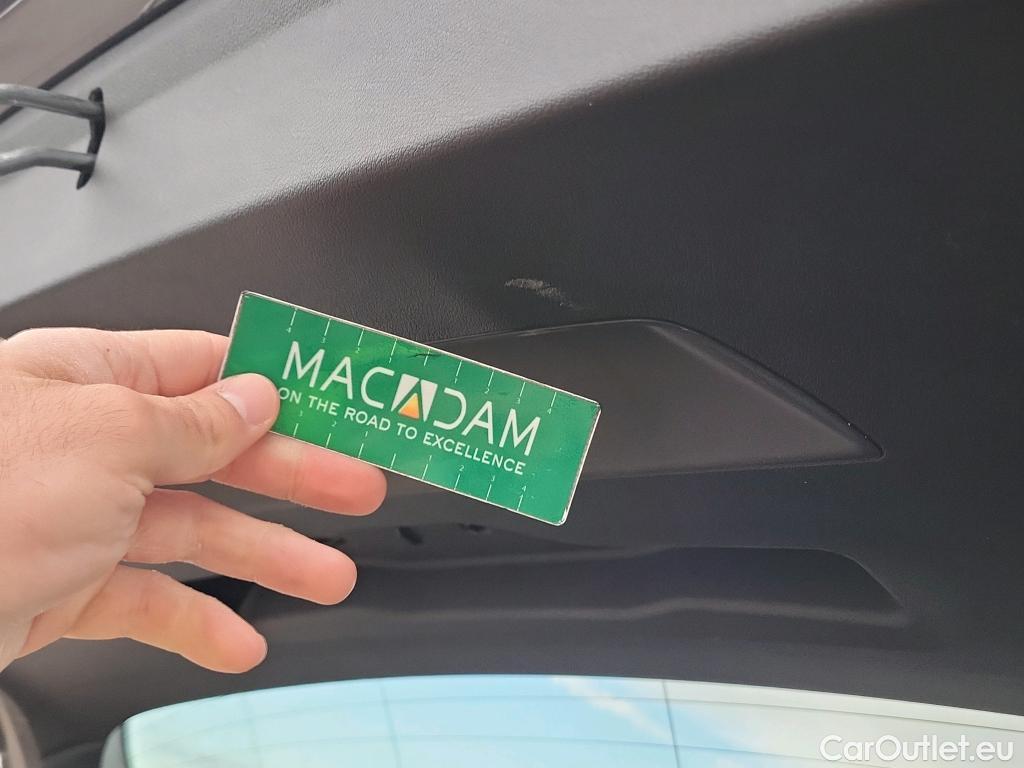 MACADAM
ON THE ROAD TO EXCELLENCE
CarOutlet.eu